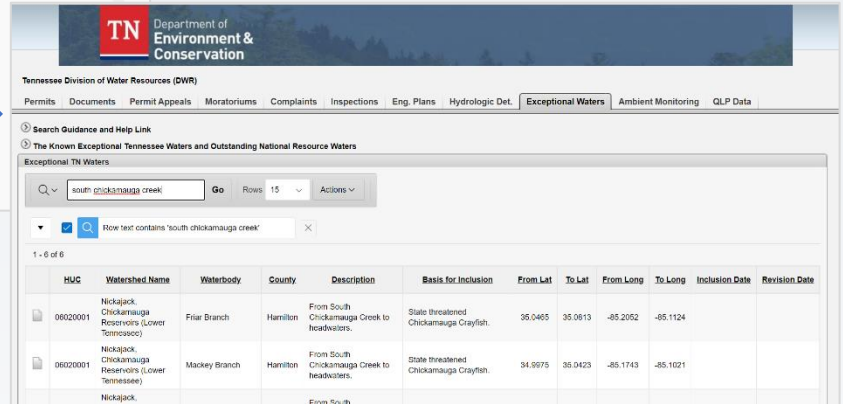 TN Department of
Environment &
Conservation
Tennessee Division of Water Resources (DWR)
Permits Documents Permit Appeals Moratoriums Complaints Inspections Eng. Plans Hydrologic Det. Exceptional Waters Ambient Monitoring QLP Data
Search Guidance and Help Link
The Known Exceptional Tennessee Waters and Outstanding National Resource Waters
Exceptional TN Waters
south chickamauga creek Go Rows 15 Actions
Row text contains 'south chickamauga creek'
1 - 6 of 6
HUC Watershed Name Waterbody County Description Basis for Inclusion From Lat To Lat From Long To Long Inclusion Date Revision Date
Nickajack,
Chickamauga
Reservoirs (Lower
Tennessee)
06020001
Friar Branch
Hamilton
From South
Chickamauga Creek to
headwaters.
State threatened
Chickamauga Crayfish.
35.0465 35.0813 -85.2052 -85.1124
Nickajack,
Chickamauga
Reservoirs (Lower
Tennessee)
06020001
Mackey Branch
Hamilton
From South
Chickamauga Creek to
headwaters.
State threatened
Chickamauga Crayfish.
34.9975 35.0423 -85.1743 -85.1021
Nickajack,
From South